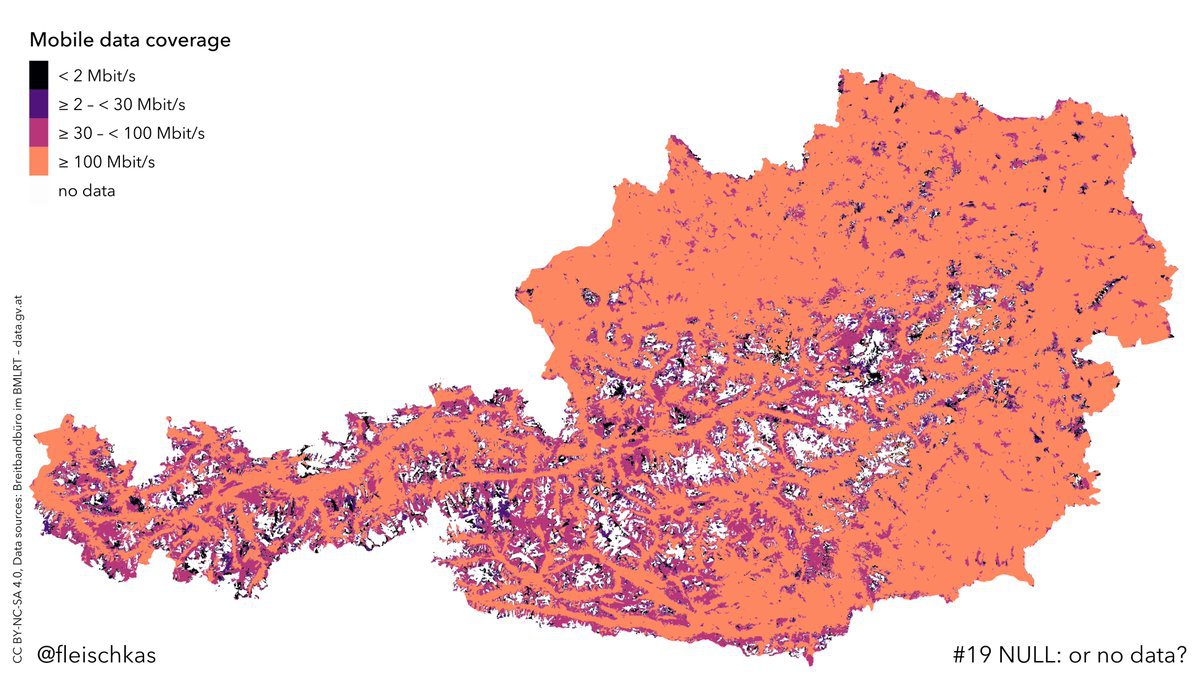 Mobile data coverage
< 2 Mbit/s
≥ 2 – < 30 Mbit/s
≥ 30 – < 100 Mbit/s
≥ 100 Mbit/s
no data
CC BY-NC-SA 4.0, Data sources: Breitbandbüro im BMLRT – data.gv.at
@fleischkas
#19 NULL: or no data?